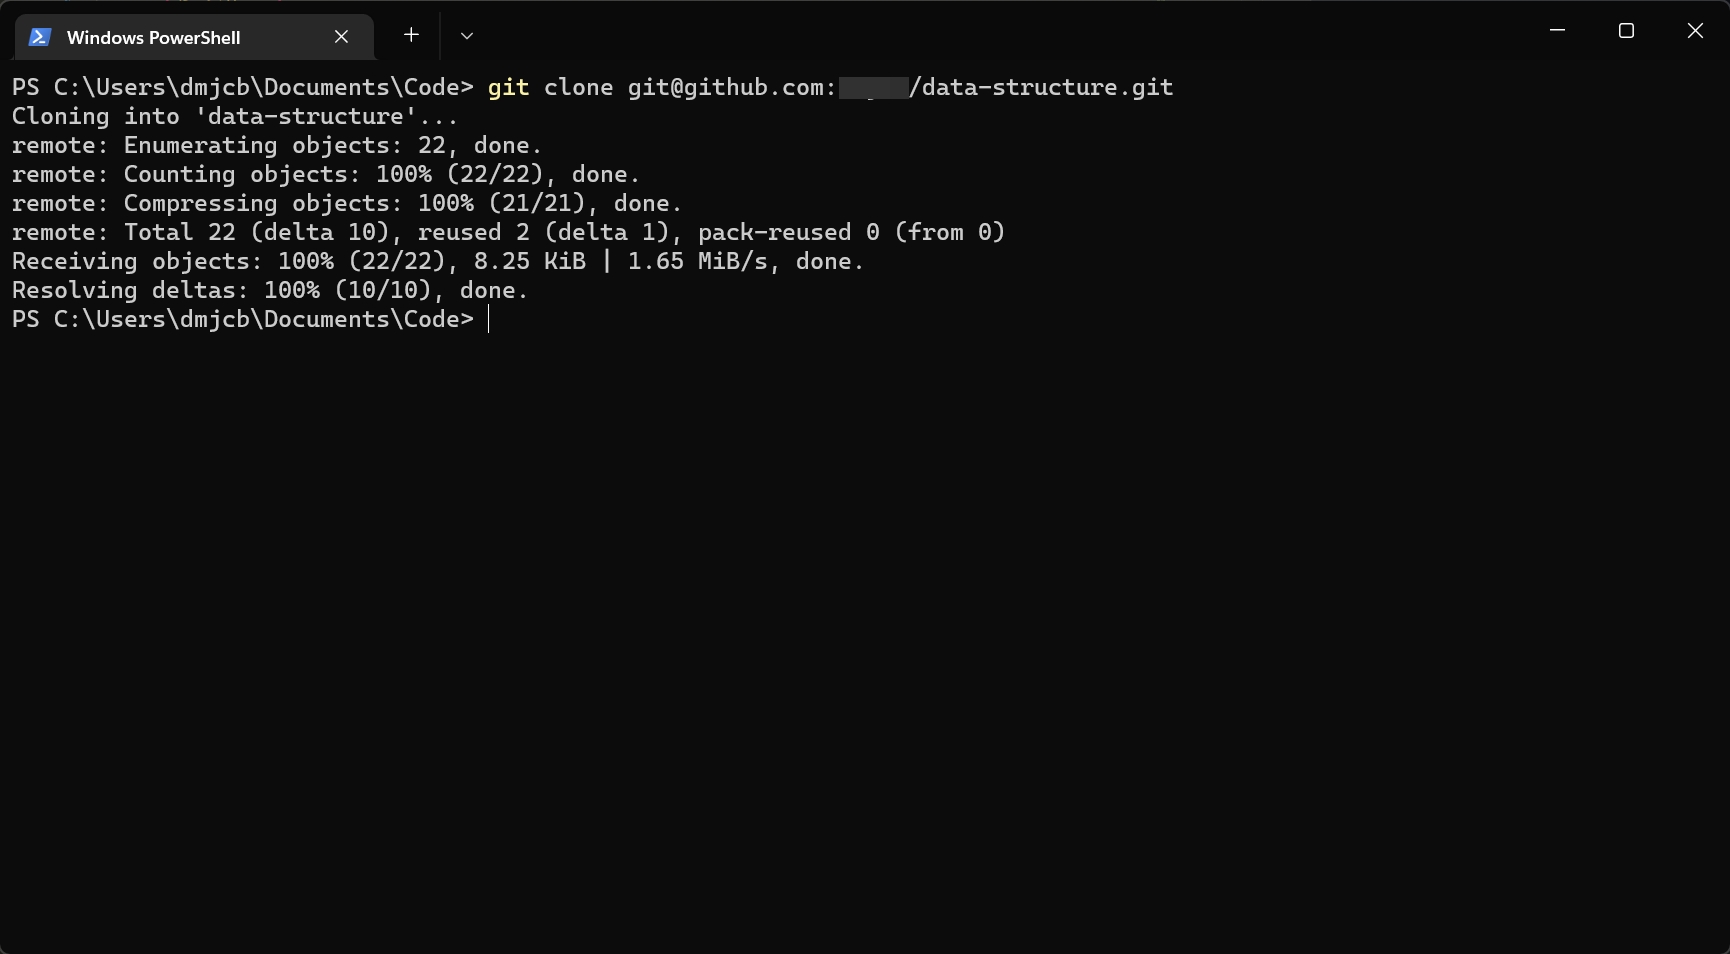 Windows PowerShell
PS C:\Users\dmjcb\Documents\Code> git clone git@github.com:/data-structure.git
Cloning into 'data-structure'...
remote: Enumerating objects: 22, done.
remote: Counting objects: 100% (22/22), done.
remote: Compressing objects: 100% (21/21), done.
remote: Total 22 (delta 10), reused 2 (delta 1), pack-reused 0 (from 0)
Receiving objects: 100% (22/22), 8.25 KiB | 1.65 MiB/s, done.
Resolving deltas: 100% (10/10), done.
PS C:\Users\dmjcb\Documents\Code>